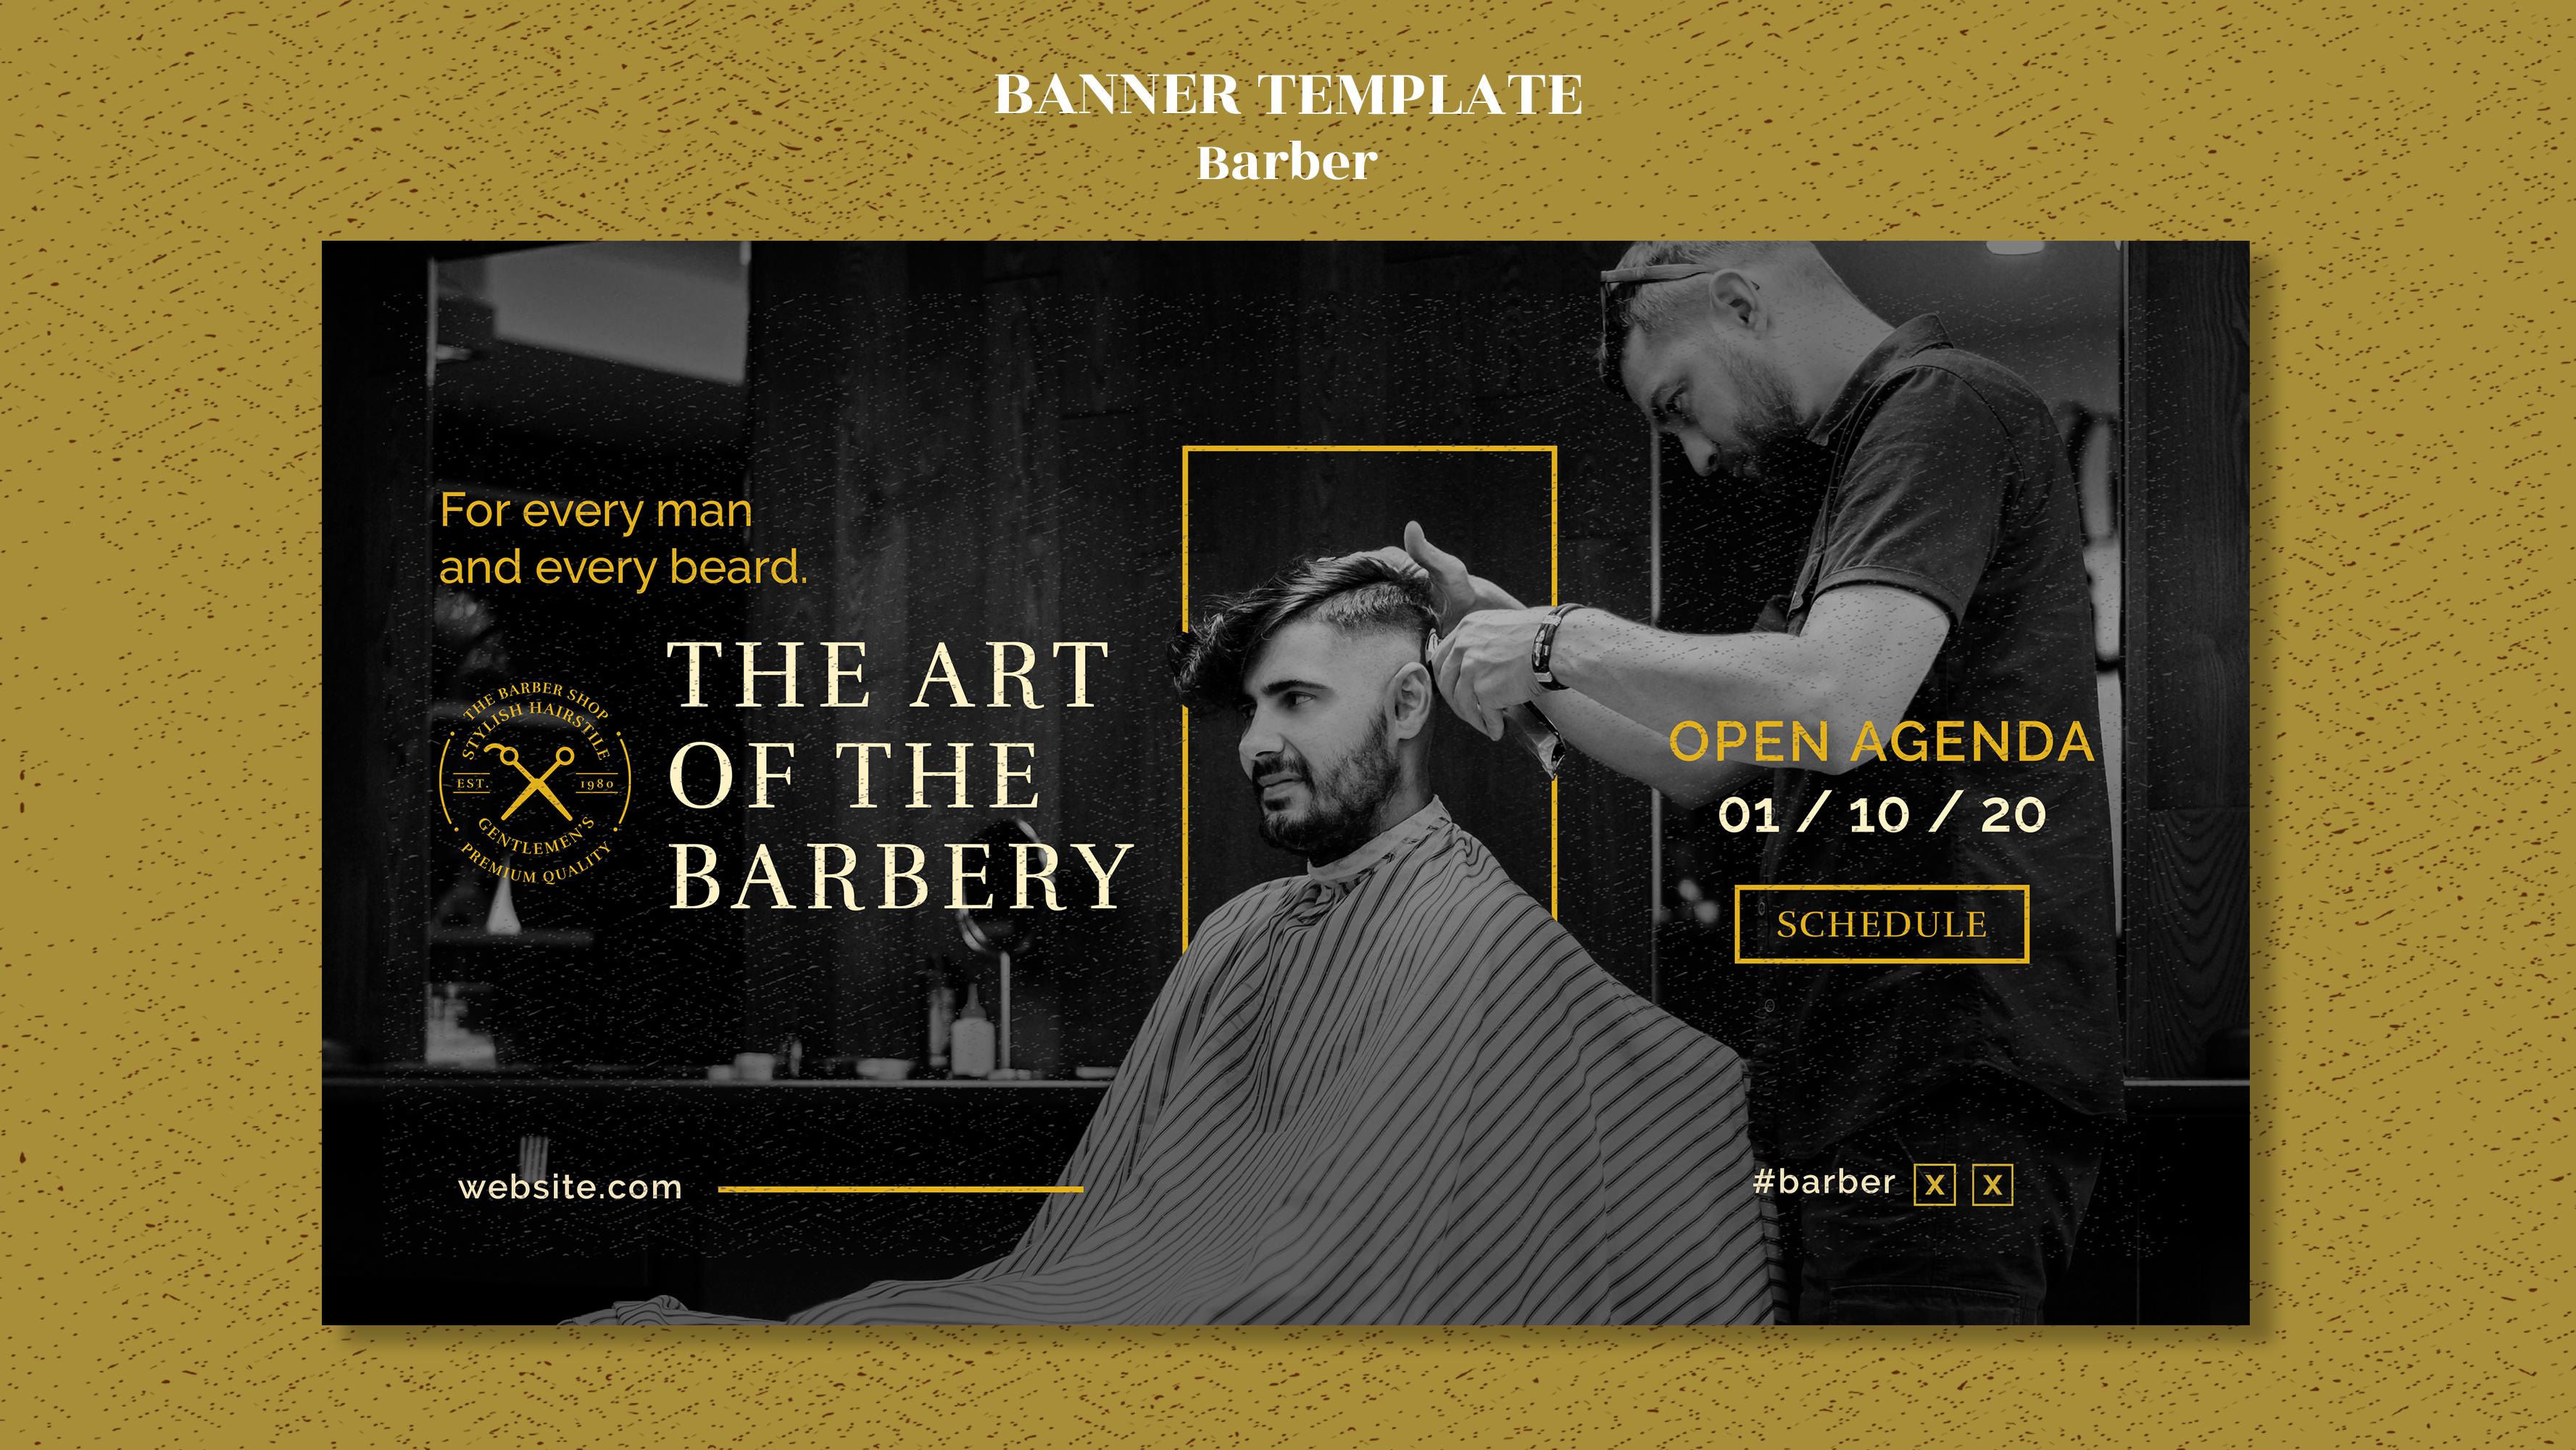 BANNER TEMPLATE
Barber
For every man
and every beard.
THE BARBER SHOP
STYLISH HAIRSTILE
EST. 1980
GENTLEMEN'S
PREMIUM QUALITY
THE ART
OF THE
BARBERY
OPEN AGENDA
01 / 10 / 20
SCHEDULE
website.com
#barber X X